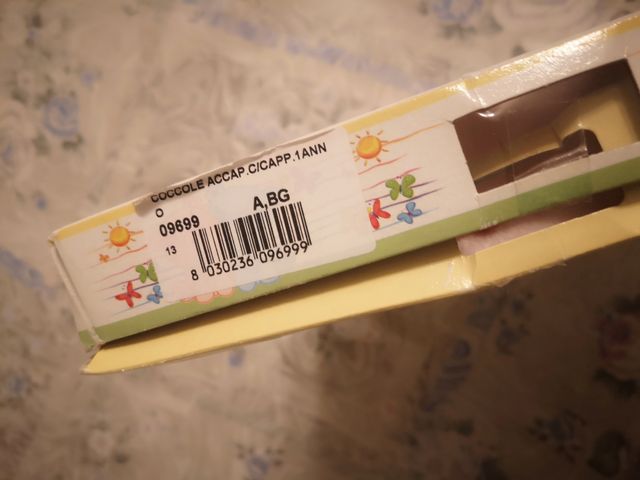 COCCOLE ACCAP.C/CAPP.1ANN
O
09699 A,BG
13
8 030236 096999